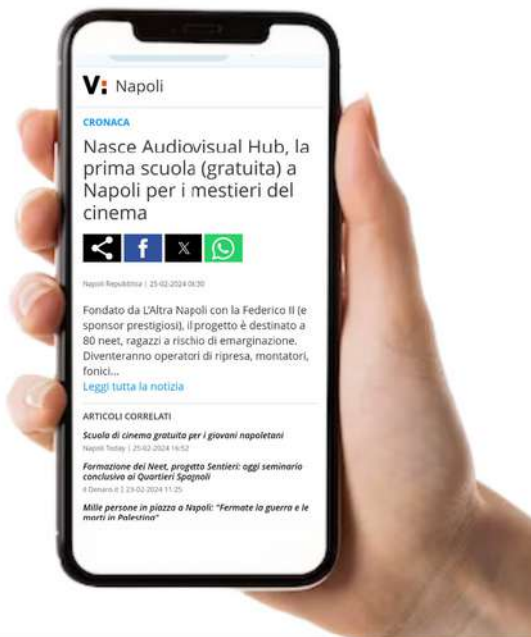 V: Napoli
CRONACA
Nasce Audiovisual Hub, la
prima scuola (gratuita) a
Napoli per i mestieri del
cinema
Napoli Repubblica | 25-02-2024 01:30
Fondato da L'Altra Napoli con la Federico II (e
sponsor prestigiosi), il progetto è destinato a
80 neet, ragazzi a rischio di emarginazione.
Diventeranno operatori di ripresa, montatori,
fonici...
Leggi tutta la notizia
ARTICOLI CORRELATI
Scuola di cinema gratuita per i giovani napoletani
Napoli Today | 25-02-2024 16:52
Formazione dei Neet, progetto Sentieri: oggi seminario
conclusivo ai Quartieri Spagnoli
Il Denaro.it | 23-02-2024 11:25
Mille persone in piazza a Napoli: "Fermate la guerra e le
morti in Palestina"